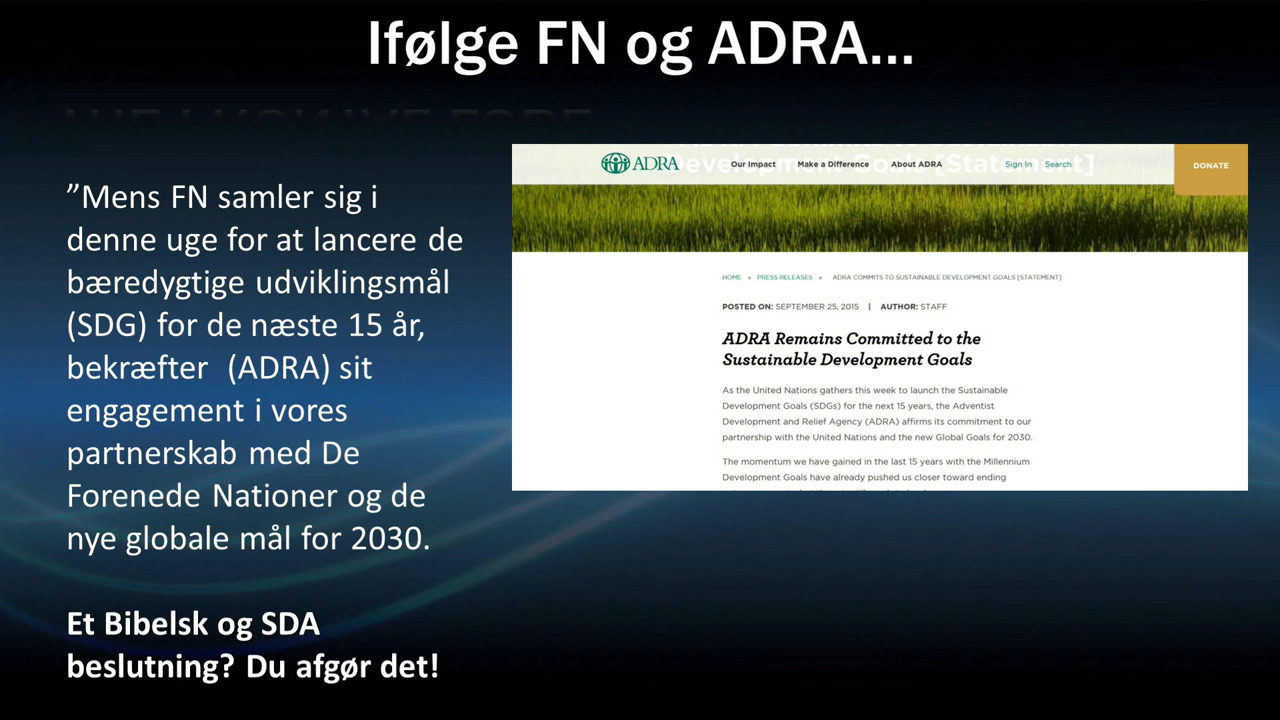 Ifølge FN og ADRA...
”Mens FN samler sig i
denne uge for at lancere de
bæredygtige udviklingsmål
(SDG) for de næste 15 år,
bekræfter (ADRA) sit
engagement i vores
partnerskab med De
Forenede Nationer og de
nye globale mål for 2030.
Et Bibelsk og SDA
beslutning? Du afgør det!
ADRA Our Impact Make a Difference About ADRA Sign In Search DONATE
Development Goals [Statement]
HOME » PRESS RELEASES » ADRA COMMITS TO SUSTAINABLE DEVELOPMENT GOALS [STATEMENT]
POSTED ON: SEPTEMBER 25, 2015 | AUTHOR: STAFF
ADRA Remains Committed to the
Sustainable Development Goals
As the United Nations gathers this week to launch the Sustainable
Development Goals (SDGs) for the next 15 years, the Adventist
Development and Relief Agency (ADRA) affirms its commitment to our
partnership with the United Nations and the new Global Goals for 2030.
The momentum we have gained in the last 15 years with the Millennium
Development Goals have already pushed us closer toward ending